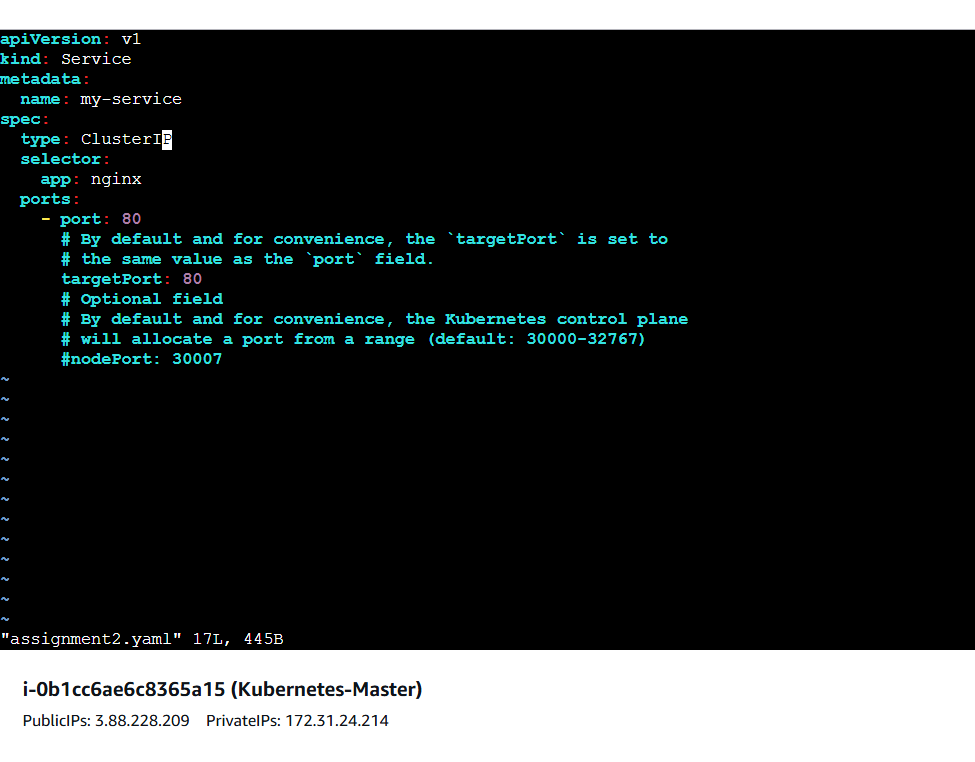 apiVersion: v1
kind: Service
metadata:
  name: my-service
spec:
  type: ClusterIP
  selector:
    app: nginx
  ports:
    - port: 80
      # By default and for convenience, the `targetPort` is set to
      # the same value as the `port` field.
      targetPort: 80
      # Optional field
      # By default and for convenience, the Kubernetes control plane
      # will allocate a port from a range (default: 30000-32767)
      #nodePort: 30007
~
~
~
~
~
~
~
~
~
~
~
~
~
"assignment2.yaml" 17L, 445B
i-0b1cc6ae6c8365a15 (Kubernetes-Master)
PublicIPs: 3.88.228.209 PrivateIPs: 172.31.24.214